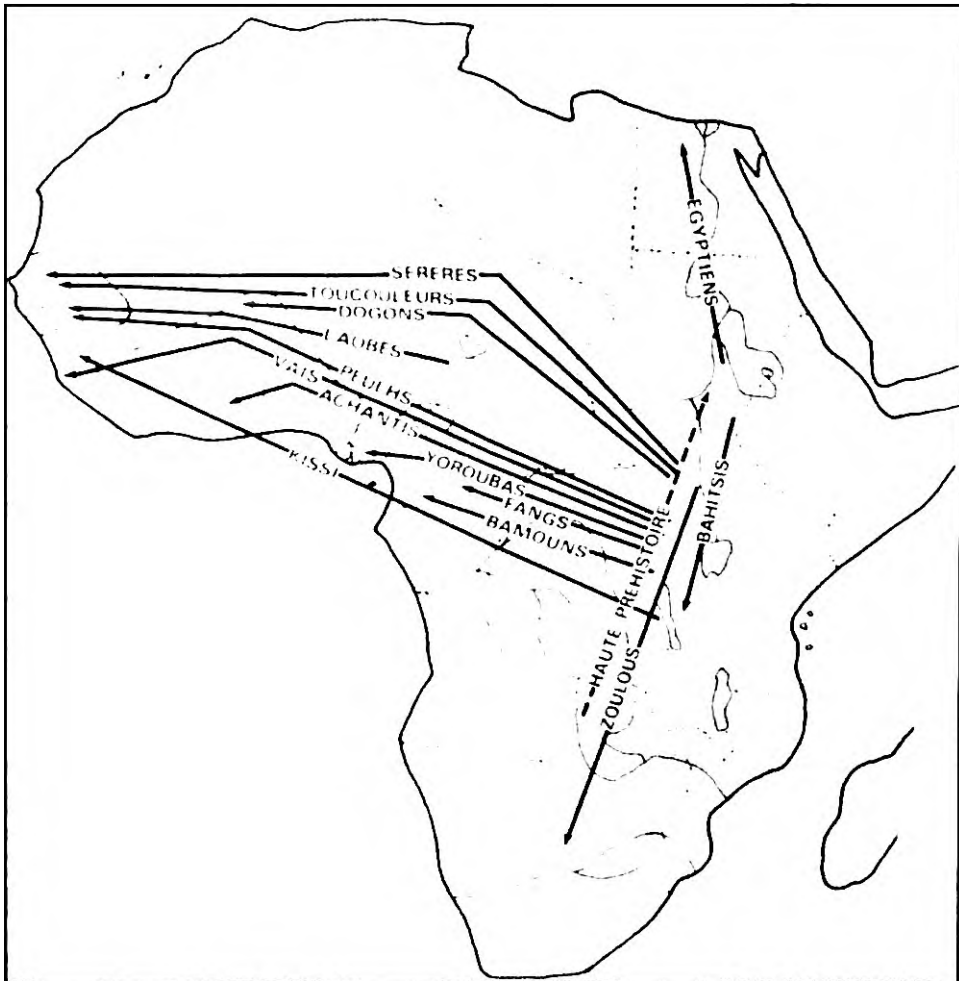 EGYPTIENS
SERERES
TOUCOULEURS
DOGONS
LAOBES
PEULHS
VAIS
ACHANTIS
KISSI
YOROUBAS
FANGS
BAMOUNS
BAHITSIS
HAUTE PREHISTOIRE
ZOULOUS